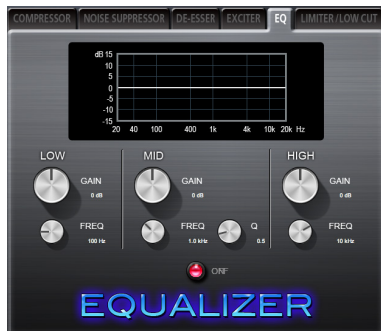 COMPRESSOR NOISE SUPPRESSOR DE-ESSER EXCITER EQ LIMITER/LOW CUT
dB 15
10
5
0
-5
-10
-15
20 40 100 400 1k 4k 10k 20k Hz
LOW MID HIGH
GAIN GAIN GAIN
0 dB 0 dB 0 dB
FREQ FREQ Q FREQ
100 Hz 1.0 kHz 0.5 10 kHz
EQUALIZER